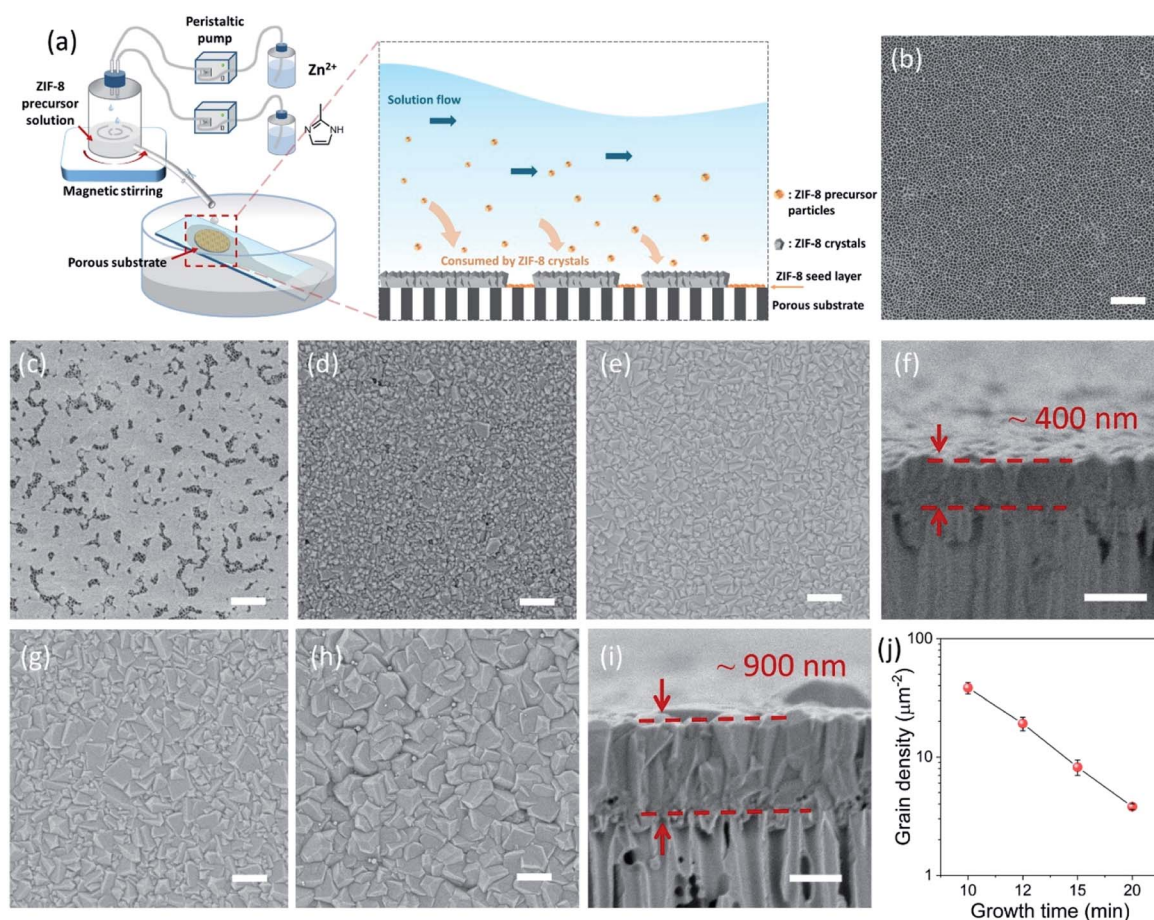 (a)
Peristaltic
pump
ZIF-8
precursor
solution
Zn2+
N
NH
Magnetic stirring
Porous substrate
Solution flow
Consumed by ZIF-8 crystals
: ZIF-8 precursor
particles
: ZIF-8 crystals
ZIF-8 seed layer
Porous substrate
(b)
(c)
(d)
(e)
(f)
~ 400 nm
(g)
(h)
(i)
~ 900 nm
(j)
Grain density (μm⁻²)
100
10
1
10
12
15
20
Growth time (min)